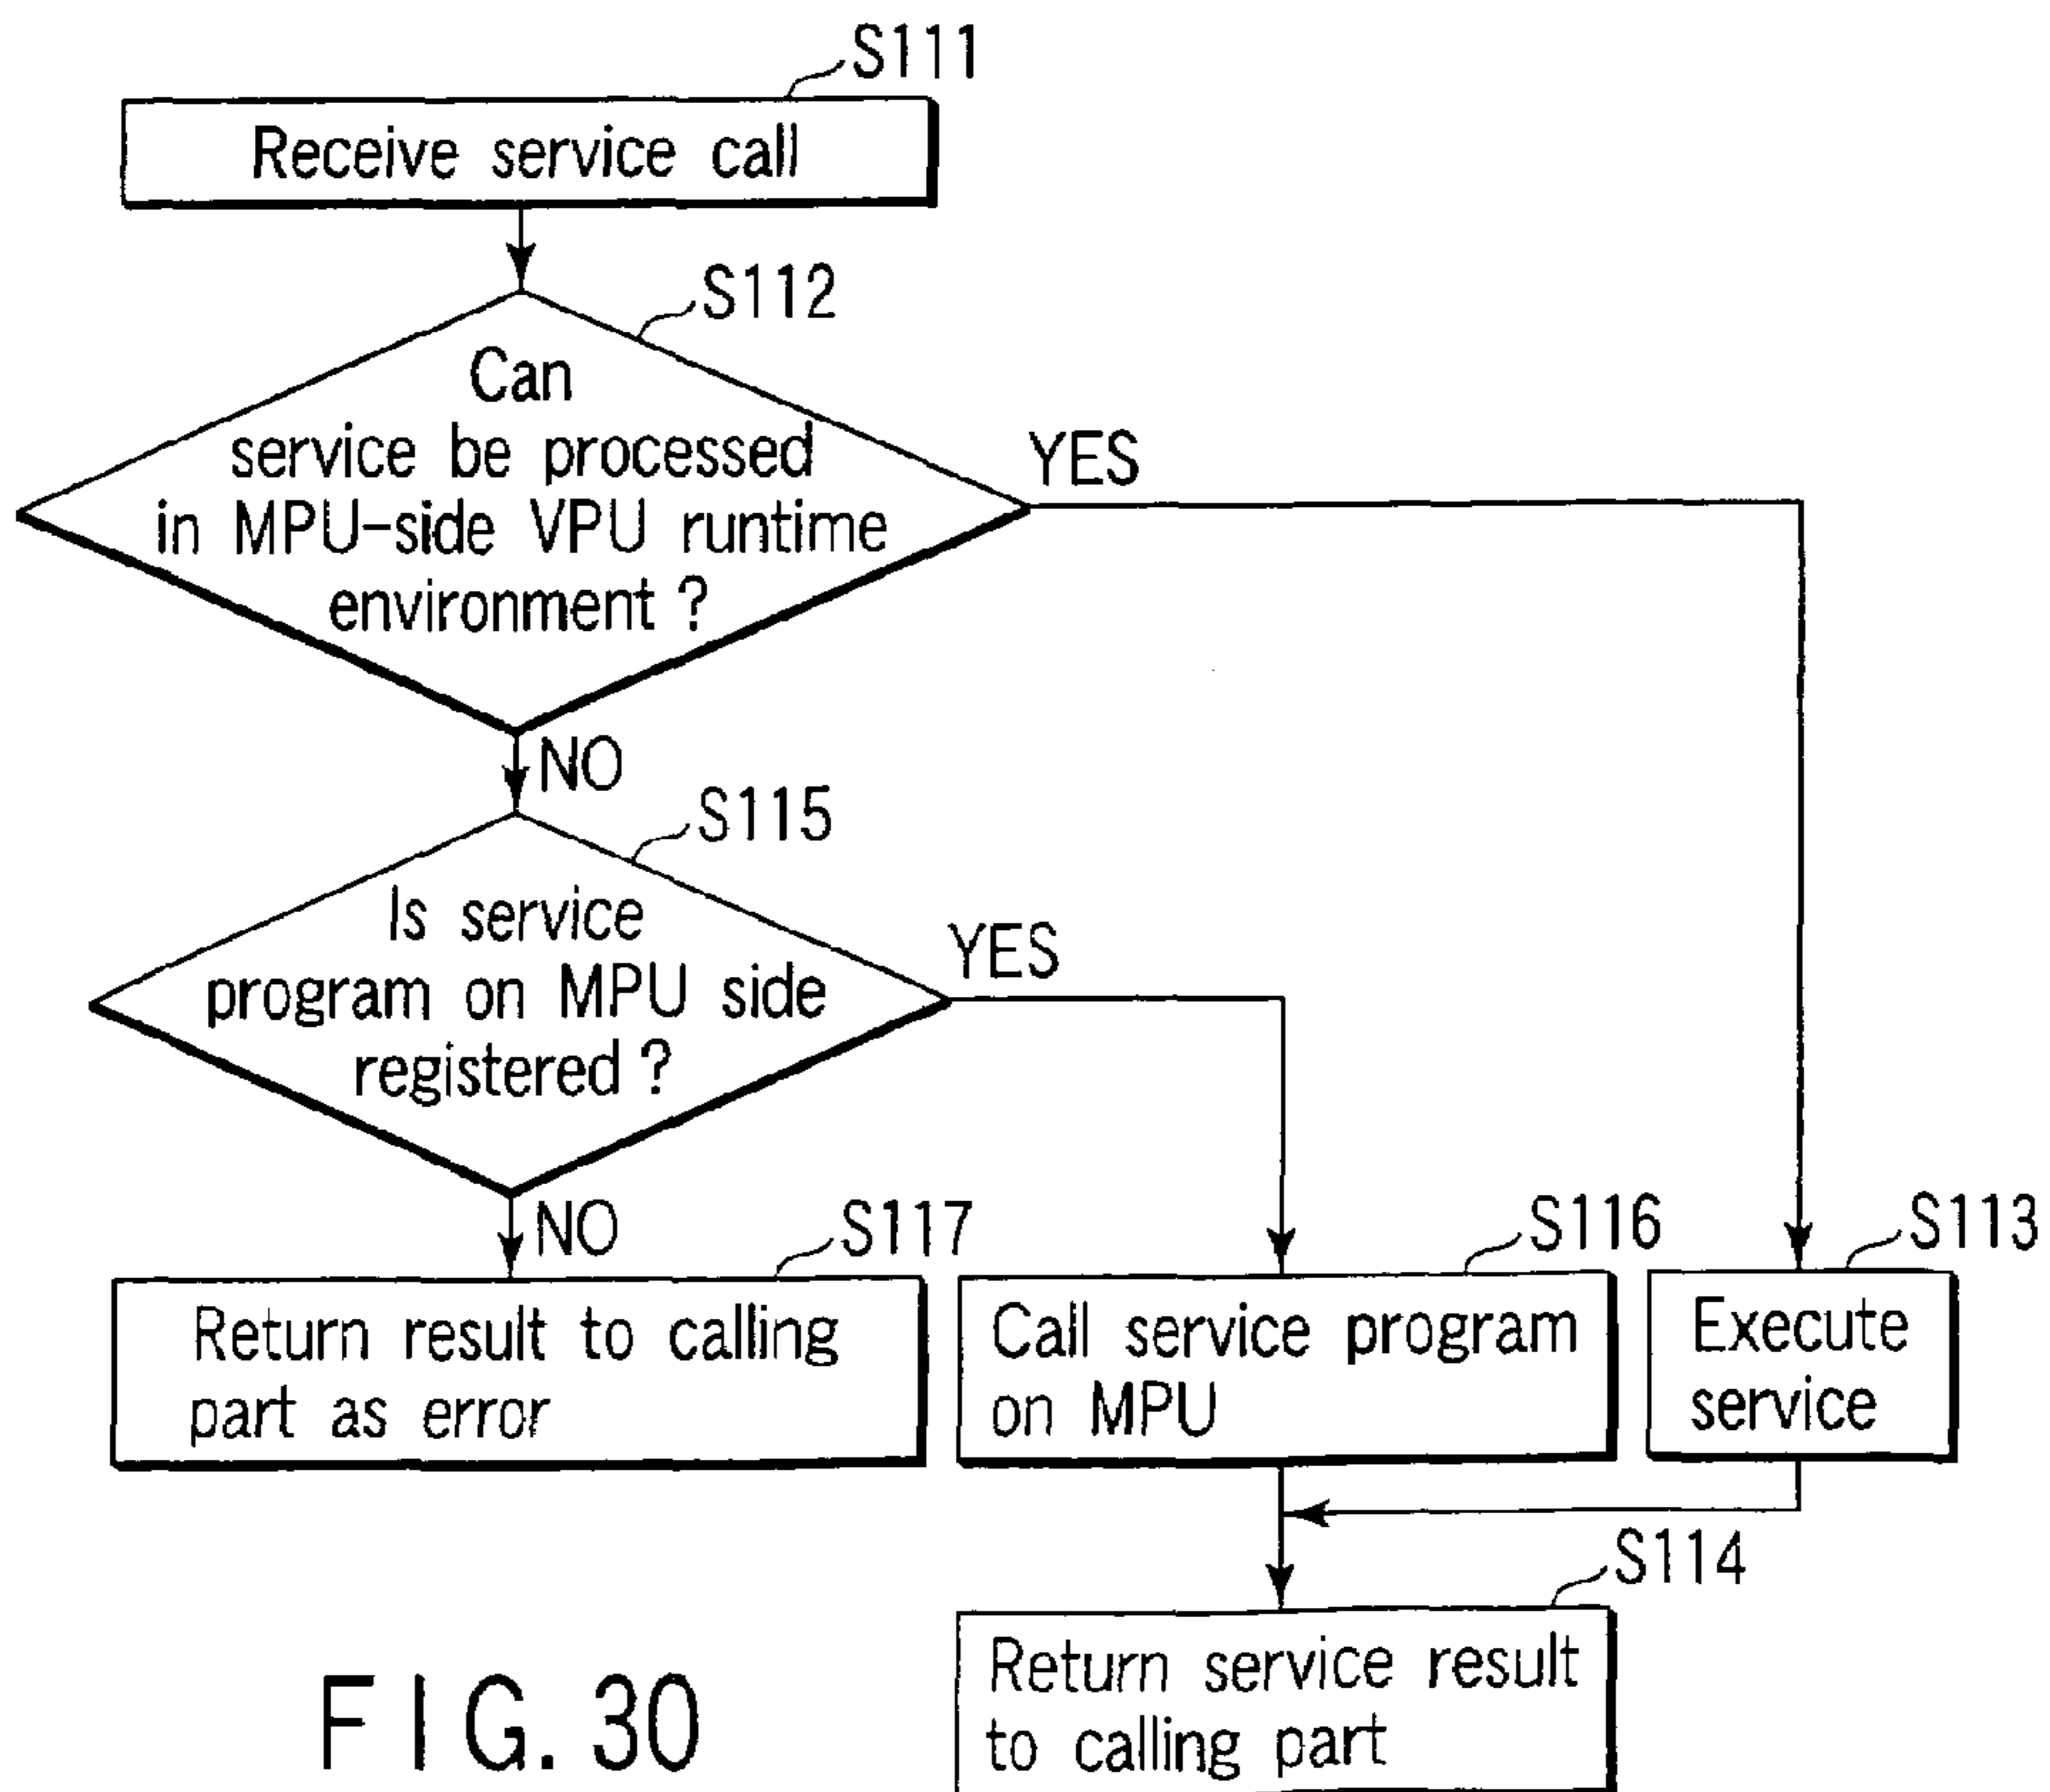 S111
Receive service call
S112
Can
service be processed
in MPU-side VPU runtime
environment ?
YES
NO
S115
Is service
program on MPU side
registered ?
YES
NO
S117
Return result to calling
part as error
S116
Call service program
on MPU
S113
Execute
service
S114
Return service result
to calling part
FIG. 30